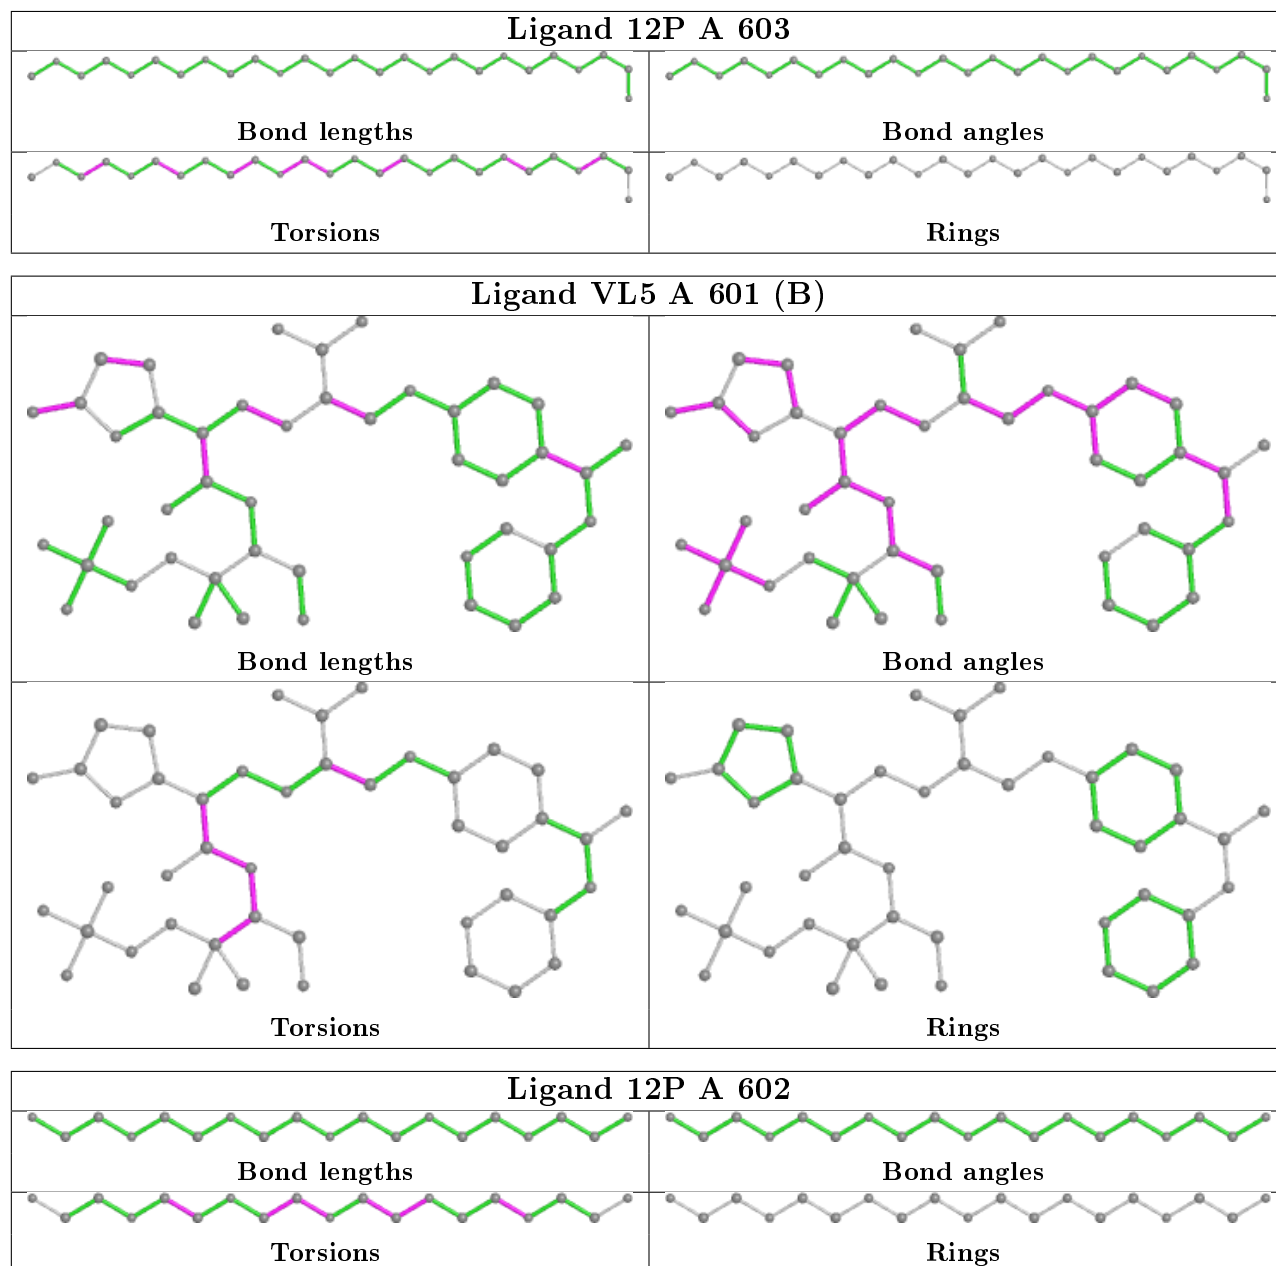 Ligand 12P A 603
Bond lengths
Bond angles
Torsions
Rings
Ligand VL5 A 601 (B)
Bond lengths
Bond angles
Torsions
Rings
Ligand 12P A 602
Bond lengths
Bond angles
Torsions
Rings